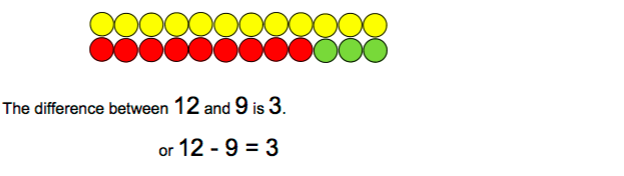 The difference between 12 and 9 is 3.
or 12 - 9 = 3